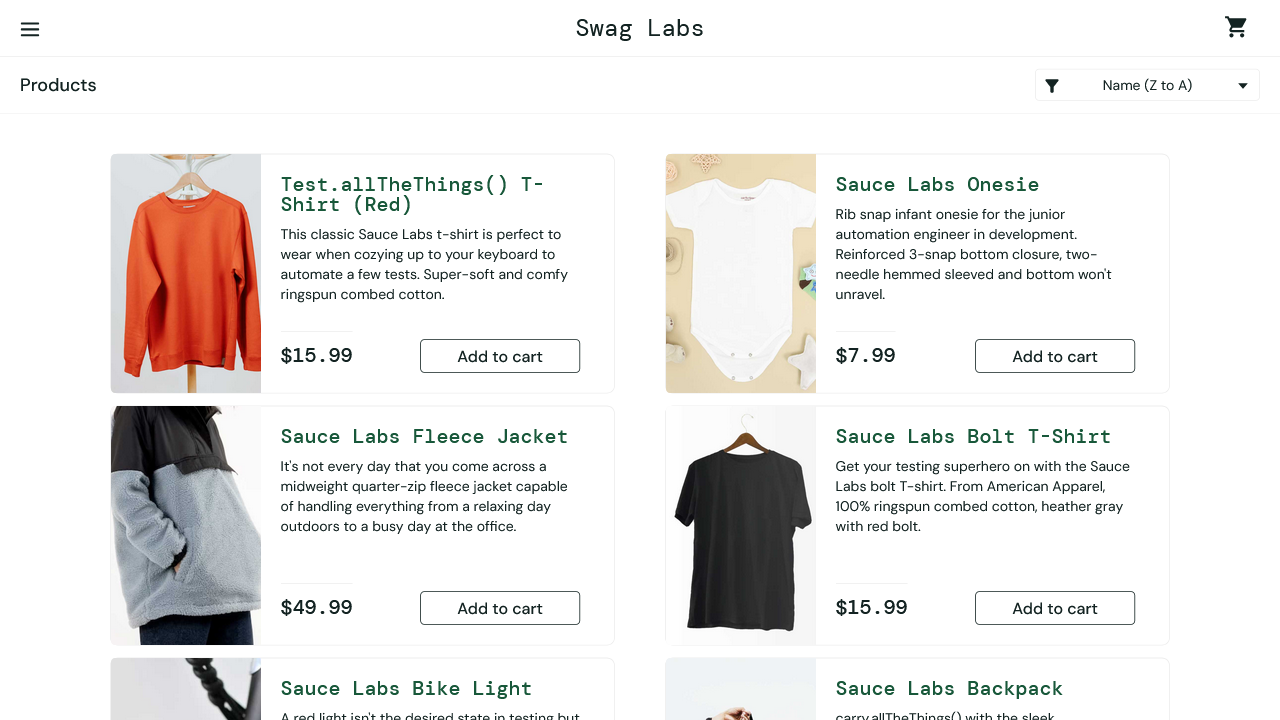 Swag Labs
Products
Name (Z to A)
Test.allTheThings() T-
Shirt (Red)
This classic Sauce Labs t-shirt is perfect to
wear when cozying up to your keyboard to
automate a few tests. Super-soft and comfy
ringspun combed cotton.
$15.99
Add to cart
Sauce Labs Onesie
Rib snap infant onesie for the junior
automation engineer in development.
Reinforced 3-snap bottom closure, two-
needle hemmed sleeved and bottom won't
unravel.
$7.99
Add to cart
Sauce Labs Fleece Jacket
It's not every day that you come across a
midweight quarter-zip fleece jacket capable
of handling everything from a relaxing day
outdoors to a busy day at the office.
$49.99
Add to cart
Sauce Labs Bolt T-Shirt
Get your testing superhero on with the Sauce
Labs bolt T-shirt. From American Apparel,
100% ringspun combed cotton, heather gray
with red bolt.
$15.99
Add to cart
Sauce Labs Bike Light
A red light isn't the desired state in testing but
Sauce Labs Backpack
carry.allTheThings() with the sleek,